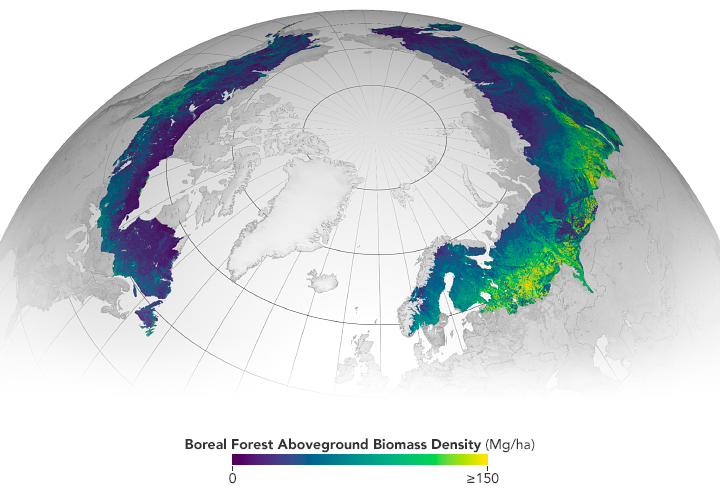 Boreal Forest Aboveground Biomass Density (Mg/ha)
0 ≥150